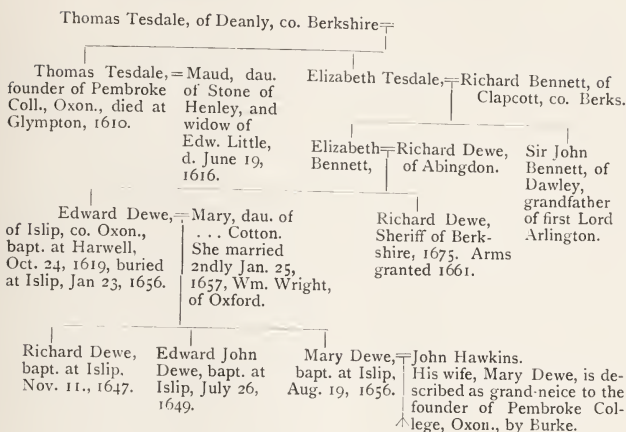 Thomas Tesdale, of Deanly, co. Berkshire
Thomas Tesdale, = Maud, dau.
founder of Pembroke of Stone of
Coll., Oxon., died at Henley, and
Glympton, 1610. widow of
Edw. Little,
d. June 19,
1616.
Elizabeth Tesdale, = Richard Bennett, of
Clapcott, co. Berks.
Elizabeth = Richard Dewe,
Bennett, of Abingdon.
Sir John
Bennett, of
Dawley,
grandfather
of first Lord
Arlington.
Edward Dewe, = Mary, dau. of
of Islip, co. Oxon., . . . Cotton.
bapt. at Harwell, She married
Oct. 24, 1619, buried 2ndly Jan. 25,
at Islip, Jan 23, 1656. 1657, Wm. Wright,
of Oxford.
Richard Dewe,
Sheriff of Berk-
shire, 1675. Arms
granted 1661.
Richard Dewe,
bapt. at Islip.
Nov. 11., 1647.
Edward John
Dewe, bapt. at
Islip, July 26,
1649.
Mary Dewe, = John Hawkins.
bapt. at Islip, His wife, Mary Dewe, is de-
Aug. 19, 1656. scribed as grand-neice to the
founder of Pembroke Col-
lege, Oxon., by Burke.